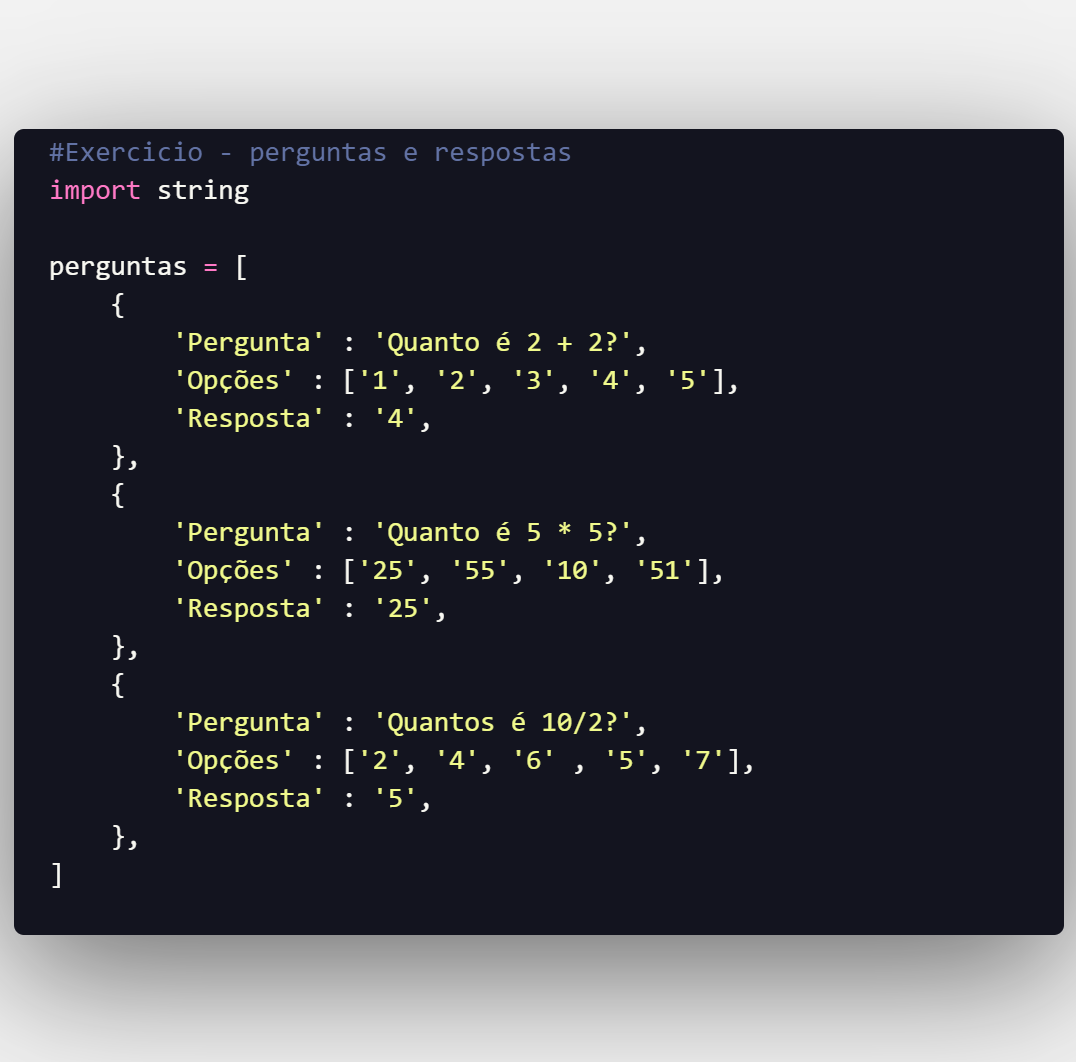 #Exercicio - perguntas e respostas
import string

perguntas = [
    {
        'Pergunta' : 'Quanto é 2 + 2?',
        'Opções' : ['1', '2', '3', '4', '5'],
        'Resposta' : '4',
    },
    {
        'Pergunta' : 'Quanto é 5 * 5?',
        'Opções' : ['25', '55', '10', '51'],
        'Resposta' : '25',
    },
    {
        'Pergunta' : 'Quantos é 10/2?',
        'Opções' : ['2', '4', '6' , '5', '7'],
        'Resposta' : '5',
    },
]